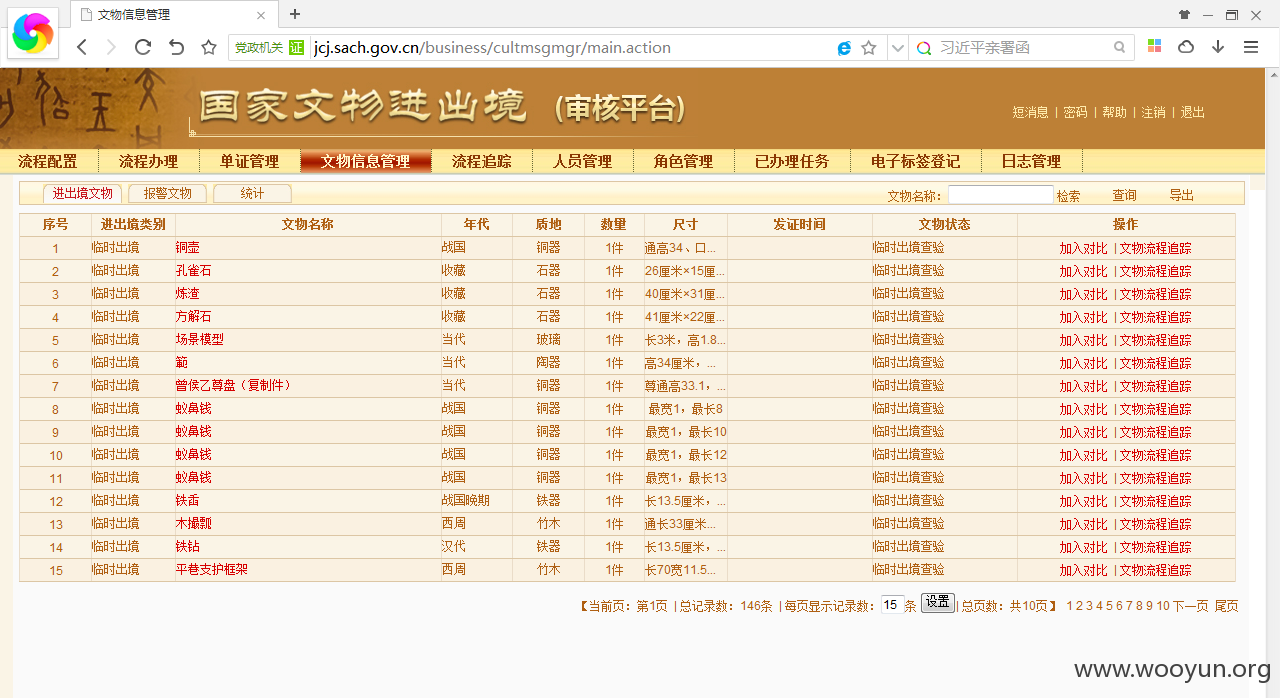 文物信息管理
党政机关 证 jcj.sach.gov.cn/business/cultmsgmgr/main.action 习近平亲署函
国家文物进出境 (审核平台)
短消息 | 密码 | 帮助 | 注销 | 退出
流程配置 流程办理 单证管理 文物信息管理 流程追踪 人员管理 角色管理 已办理任务 电子标签登记 日志管理
进出境文物 报警文物 统计 文物名称: 检索 查询 导出
序号 进出境类别 文物名称 年代 质地 数量 尺寸 发证时间 文物状态 操作
1 临时出境 铜壶 战国 铜器 1件 通高34、口... 临时出境查验 加入对比 | 文物流程追踪
2 临时出境 孔雀石 收藏 石器 1件 26厘米×15厘... 临时出境查验 加入对比 | 文物流程追踪
3 临时出境 炼渣 收藏 石器 1件 40厘米×31厘... 临时出境查验 加入对比 | 文物流程追踪
4 临时出境 方解石 收藏 石器 1件 41厘米×22厘... 临时出境查验 加入对比 | 文物流程追踪
5 临时出境 场景模型 当代 玻璃 1件 长3米，高1.8... 临时出境查验 加入对比 | 文物流程追踪
6 临时出境 当代 陶器 1件 高34厘米，... 临时出境查验 加入对比 | 文物流程追踪
7 临时出境 曾侯乙尊盘（复制件） 当代 铜器 1件 尊通高33.1，... 临时出境查验 加入对比 | 文物流程追踪
8 临时出境 蚁鼻钱 战国 铜器 1件 最宽1，最长8 临时出境查验 加入对比 | 文物流程追踪
9 临时出境 蚁鼻钱 战国 铜器 1件 最宽1，最长10 临时出境查验 加入对比 | 文物流程追踪
10 临时出境 蚁鼻钱 战国 铜器 1件 最宽1，最长12 临时出境查验 加入对比 | 文物流程追踪
11 临时出境 蚁鼻钱 战国 铜器 1件 最宽1，最长13 临时出境查验 加入对比 | 文物流程追踪
12 临时出境 铁臿 战国晚期 铁器 1件 长13.5厘米，... 临时出境查验 加入对比 | 文物流程追踪
13 临时出境 木撮瓢 西周 竹木 1件 通长33厘米... 临时出境查验 加入对比 | 文物流程追踪
14 临时出境 铁钻 汉代 铁器 1件 长13.5厘米，... 临时出境查验 加入对比 | 文物流程追踪
15 临时出境 平巷支护框架 西周 竹木 1件 长70宽11.5... 临时出境查验 加入对比 | 文物流程追踪
【当前页：第1页 | 总记录数：146条 | 每页显示记录数：15 条 设置 | 总页数：共10页】 1 2 3 4 5 6 7 8 9 10 下一页 尾页
www.wooyun.org